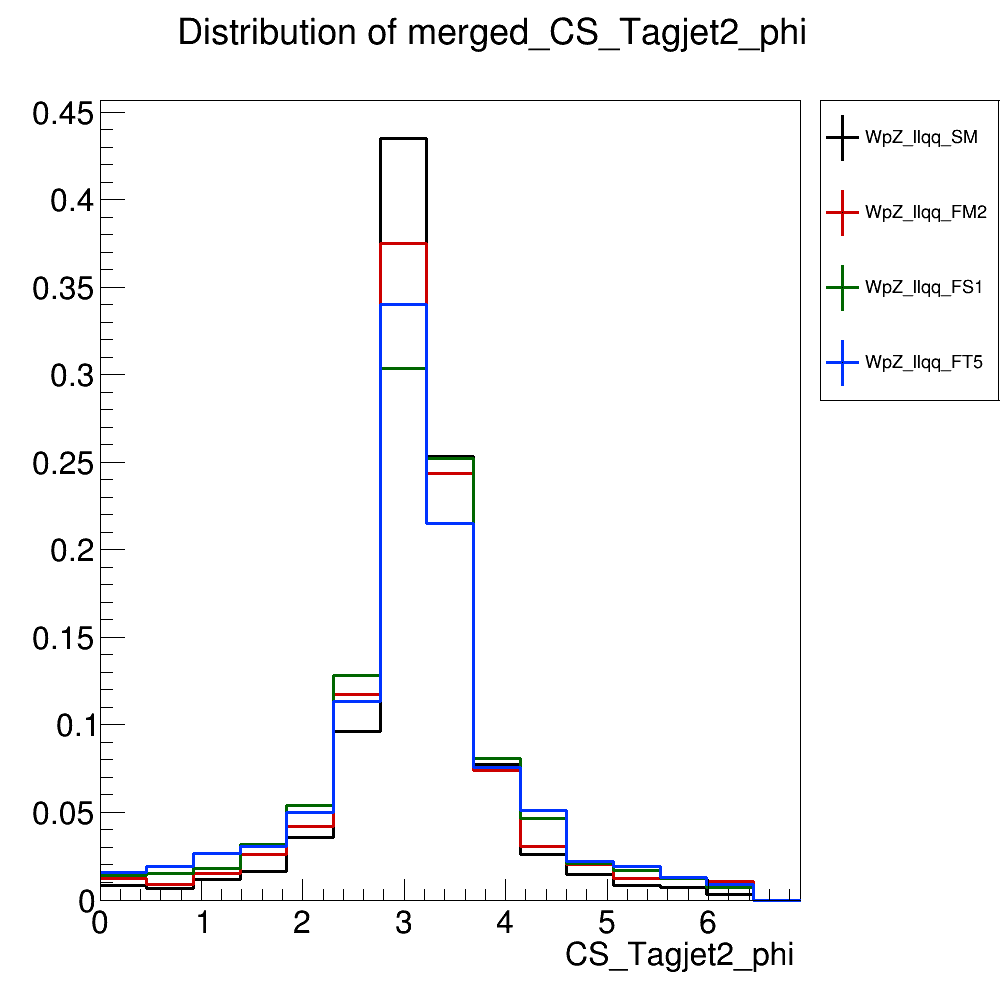 Distribution of merged_CS_Tagjet2_phi
0.45
0.4
0.35
0.3
0.25
0.2
0.15
0.1
0.05
0
0 1 2 3 4 5 6
CS_Tagjet2_phi
WpZ_llqq_SM
WpZ_llqq_FM2
WpZ_llqq_FS1
WpZ_llqq_FT5